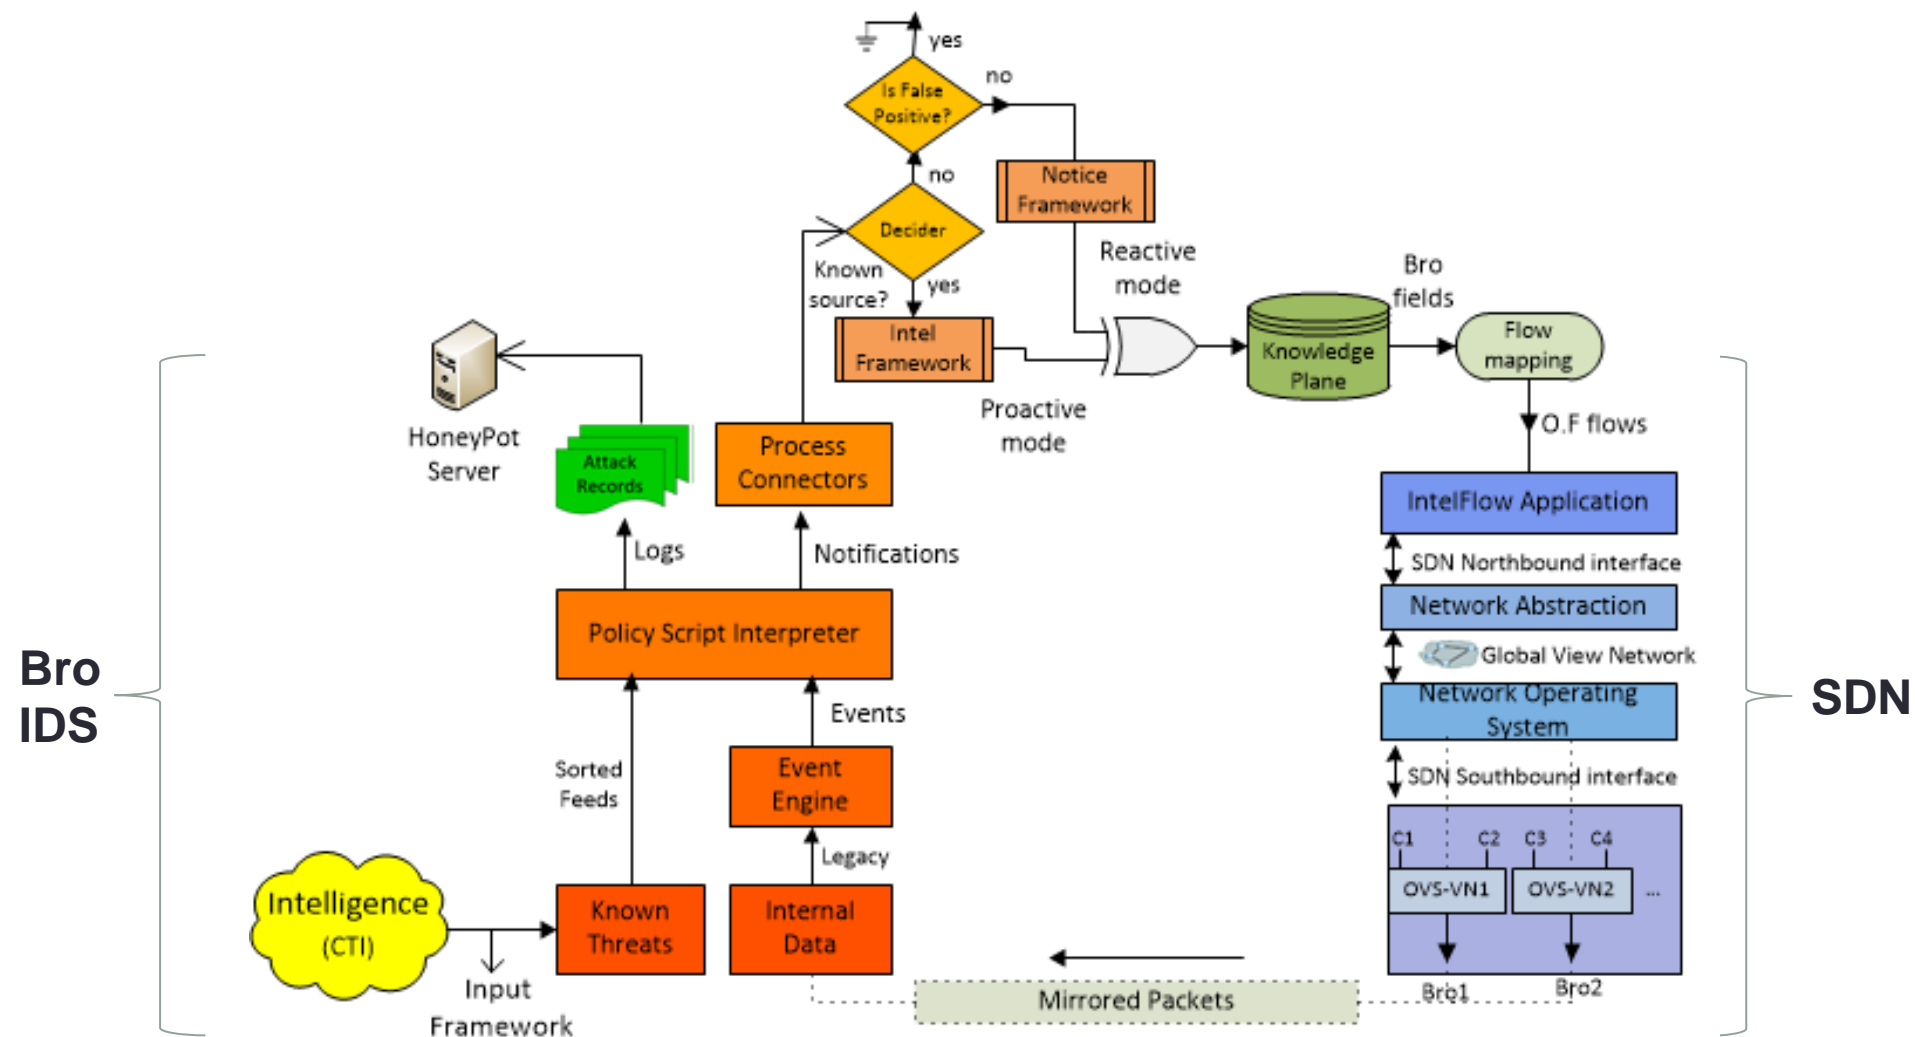 yes
Is False
Positive?
no
no
Notice
Framework
Decider
Known
source?
yes
Reactive
mode
Bro
fields
Intel
Framework
Knowledge
Plane
Flow
mapping
Proactive
mode
O.F flows
HoneyPot
Server
Attack
Records
Process
Connectors
IntelFlow Application
Logs
Notifications
SDN Northbound interface
Network Abstraction
Policy Script Interpreter
Global View Network
Bro
IDS
SDN
Network Operating
System
Events
Sorted
Feeds
Event
Engine
SDN Southbound interface
C1
C2
C3
C4
Legacy
OVS-VN1
OVS-VN2
...
Intelligence
(CTI)
Known
Threats
Internal
Data
Input
Framework
Mirrored Packets
Bro1
Bro2